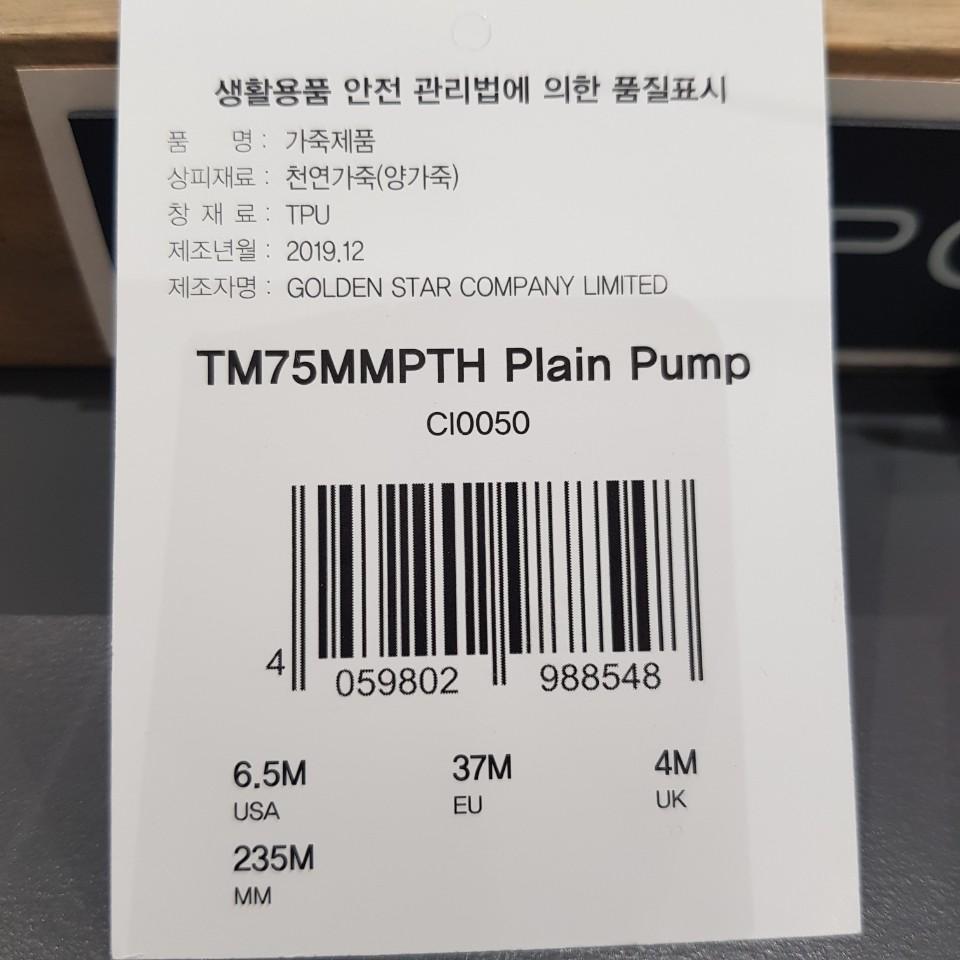 생활용품 안전 관리법에 의한 품질표시
품 명 : 가죽제품
상피재료 : 천연가죽(양가죽)
창 재 료 : TPU
제조년월 : 2019.12
제조자명 : GOLDEN STAR COMPANY LIMITED
TM75MMPTH Plain Pump
CI0050
4 059802 988548
6.5M 37M 4M
USA EU UK
235M
MM